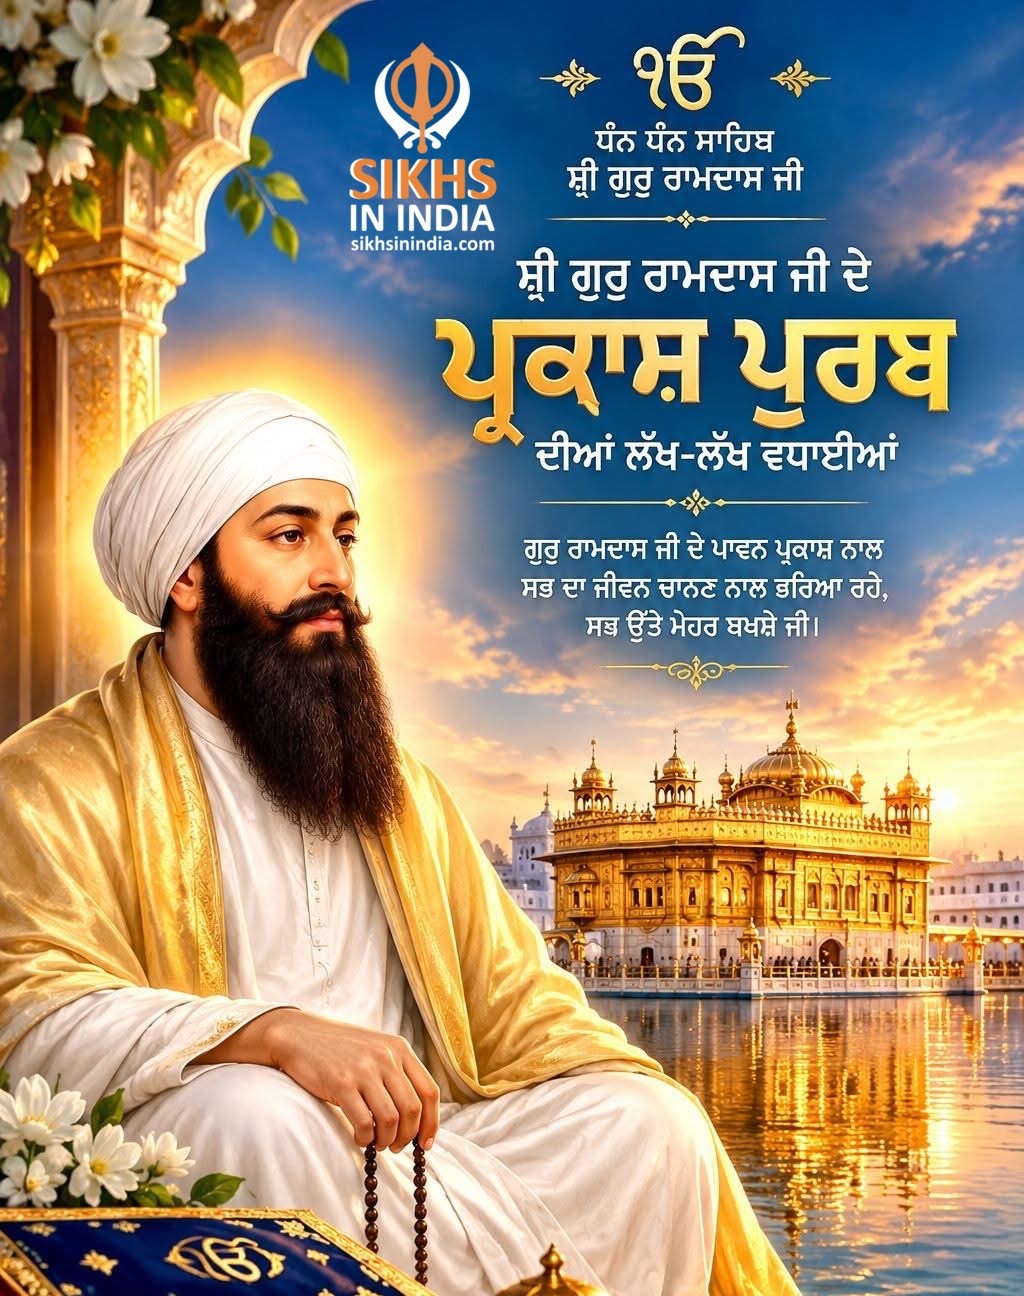 SIKHS
IN INDIA
sikhsinindia.com
ੴ
ਧੰਨ ਧੰਨ ਸਾਹਿਬ
ਸ਼੍ਰੀ ਗੁਰੂ ਰਾਮਦਾਸ ਜੀ
ਸ਼੍ਰੀ ਗੁਰੂ ਰਾਮਦਾਸ ਜੀ ਦੇ
ਪ੍ਰਕਾਸ਼ ਪੁਰਬ
ਦੀਆਂ ਲੱਖ-ਲੱਖ ਵਧਾਈਆਂ
ਗੁਰੂ ਰਾਮਦਾਸ ਜੀ ਦੇ ਪਾਵਨ ਪ੍ਰਕਾਸ਼ ਨਾਲ
ਸਭ ਦਾ ਜੀਵਨ ਚਾਨਣ ਨਾਲ ਭਰਿਆ ਰਹੇ,
ਸਭ ਉੱਤੇ ਮੇਹਰ ਬਖਸ਼ੇ ਜੀ।
ੴ